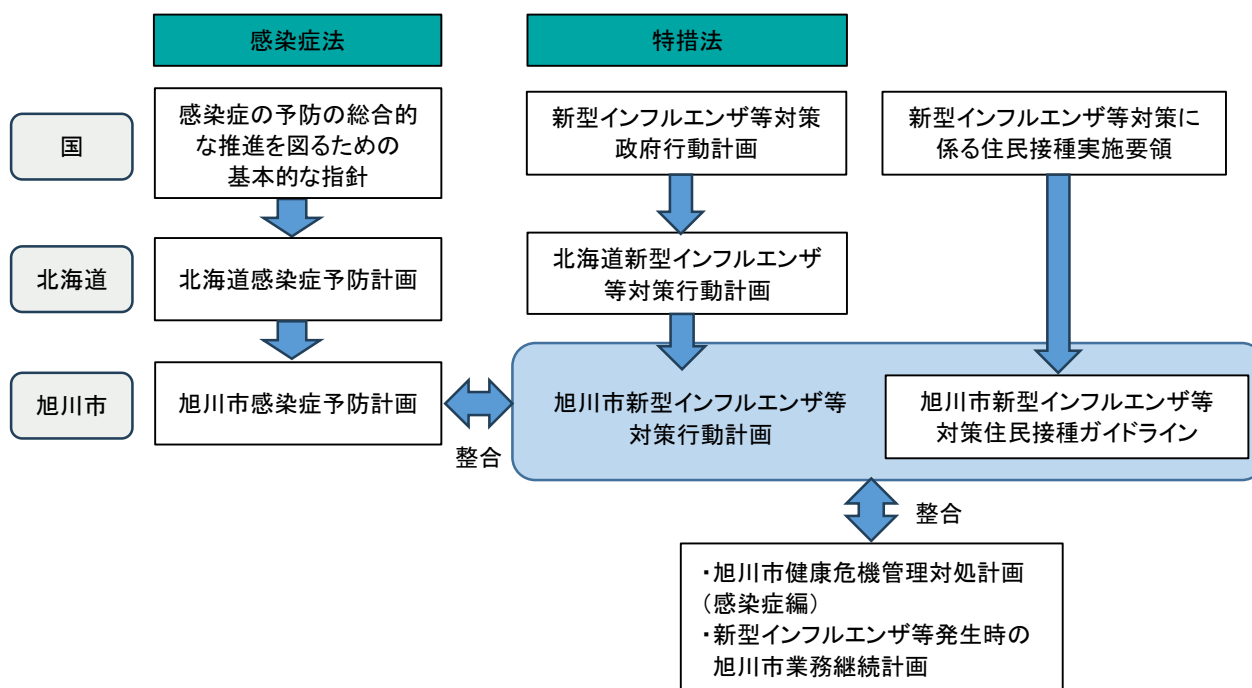 感染症法
特措法
国
感染症の予防の総合的
な推進を図るための
基本的な指針
新型インフルエンザ等対策
政府行動計画
新型インフルエンザ等対策に
係る住民接種実施要領
北海道
北海道感染症予防計画
北海道新型インフルエンザ
等対策行動計画
旭川市
旭川市感染症予防計画
整合
旭川市新型インフルエンザ等
対策行動計画
旭川市新型インフルエンザ等
対策住民接種ガイドライン
整合
・旭川市健康危機管理対処計画
（感染症編）
・新型インフルエンザ等発生時の
旭川市業務継続計画